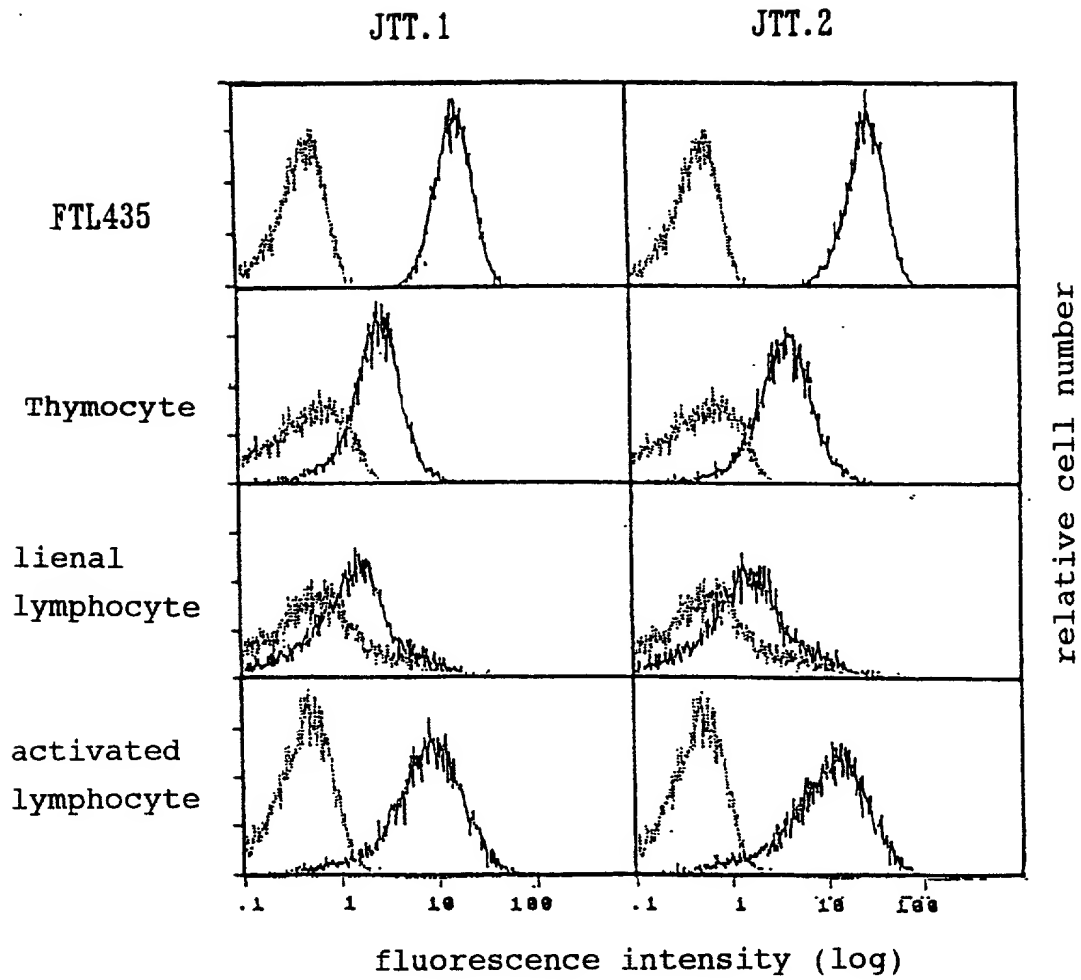 JTT.1
JTT.2
FTL435
Thymocyte
lienal
lymphocyte
activated
lymphocyte
relative cell number
.1 1 10 100
.1 1 10 100
fluorescence intensity (log)